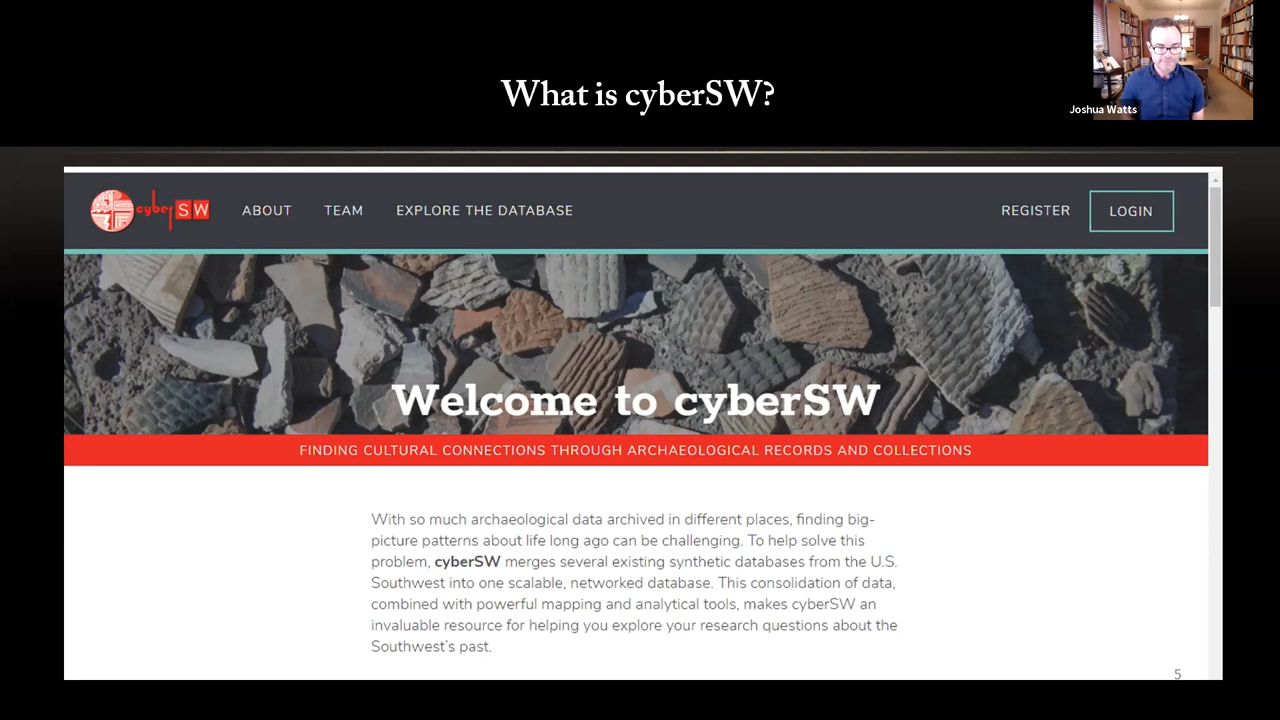 What is cyberSW?
Joshua Watts
cyberSW
ABOUT
TEAM
EXPLORE THE DATABASE
REGISTER
LOGIN
Welcome to cyberSW
FINDING CULTURAL CONNECTIONS THROUGH ARCHAEOLOGICAL RECORDS AND COLLECTIONS
With so much archaeological data archived in different places, finding big-
picture patterns about life long ago can be challenging. To help solve this
problem, cyberSW merges several existing synthetic databases from the U.S.
Southwest into one scalable, networked database. This consolidation of data,
combined with powerful mapping and analytical tools, makes cyberSW an
invaluable resource for helping you explore your research questions about the
Southwest's past.
5